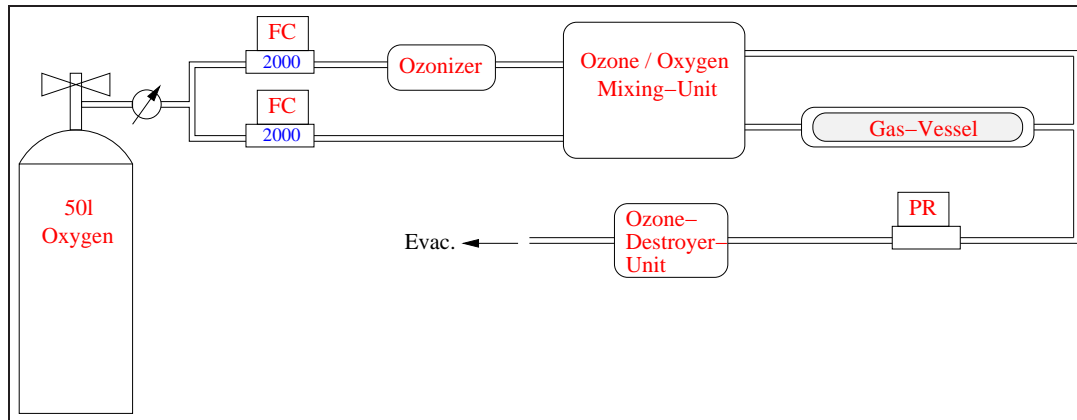 FC
2000
Ozonizer
FC
2000
Ozone / Oxygen
Mixing–Unit
Gas–Vessel
50l
Oxygen
Evac.
Ozone–
Destroyer–
Unit
PR